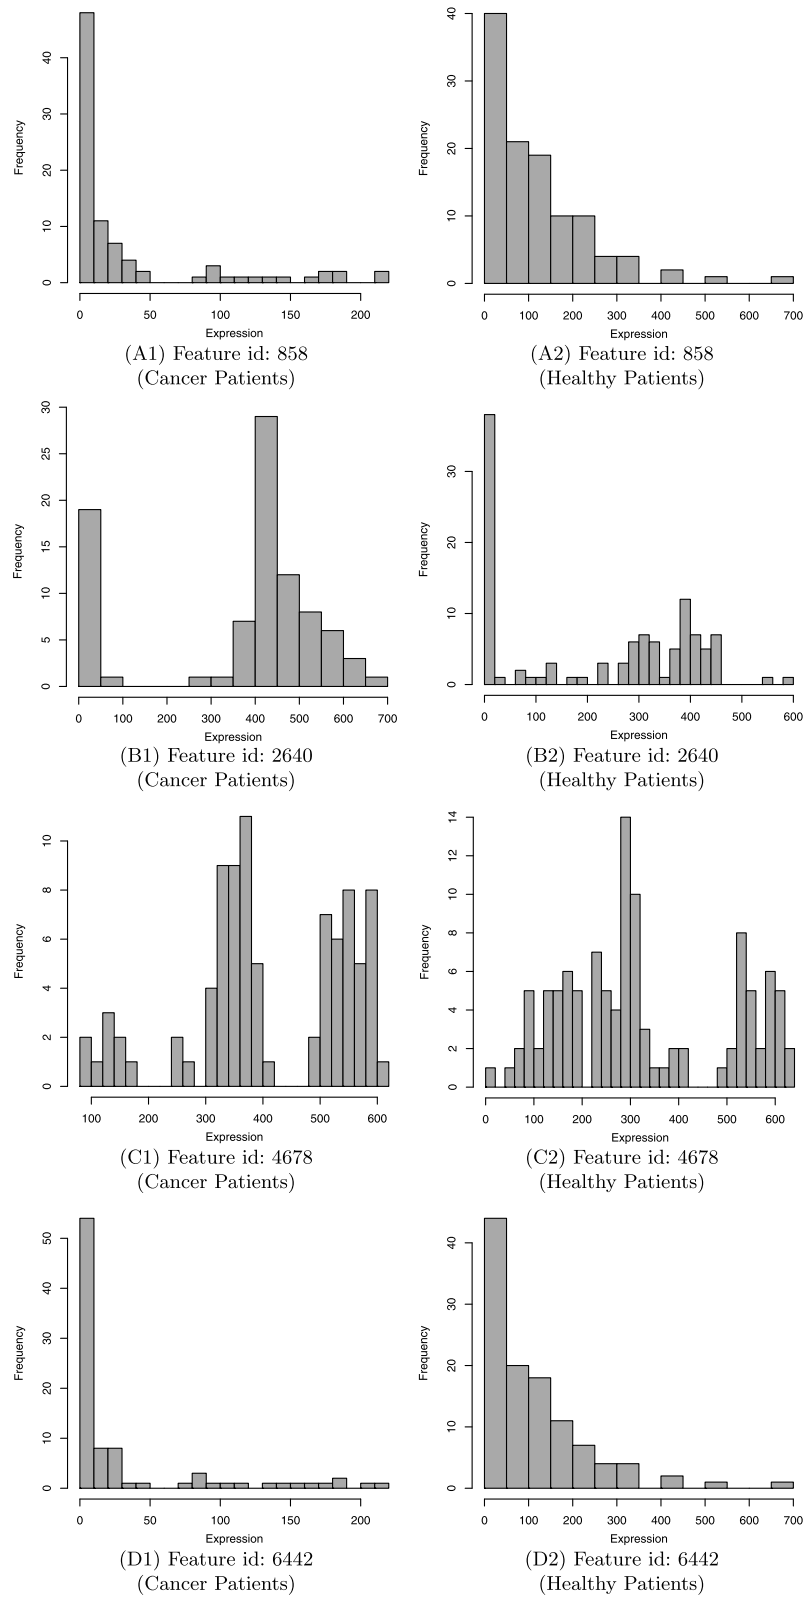 Frequency
0 10 20 30 40
0 50 100 150 200
Expression
(A1) Feature id: 858
(Cancer Patients)
Frequency
0 10 20 30 40
0 100 200 300 400 500 600 700
Expression
(A2) Feature id: 858
(Healthy Patients)
Frequency
0 5 10 15 20 25 30
0 100 200 300 400 500 600 700
Expression
(B1) Feature id: 2640
(Cancer Patients)
Frequency
0 10 20 30
0 100 200 300 400 500 600
Expression
(B2) Feature id: 2640
(Healthy Patients)
Frequency
0 2 4 6 8 10
100 200 300 400 500 600
Expression
(C1) Feature id: 4678
(Cancer Patients)
Frequency
0 2 4 6 8 10 12 14
0 100 200 300 400 500 600
Expression
(C2) Feature id: 4678
(Healthy Patients)
Frequency
0 10 20 30 40 50
0 50 100 150 200
Expression
(D1) Feature id: 6442
(Cancer Patients)
Frequency
0 10 20 30 40
0 100 200 300 400 500 600 700
Expression
(D2) Feature id: 6442
(Healthy Patients)